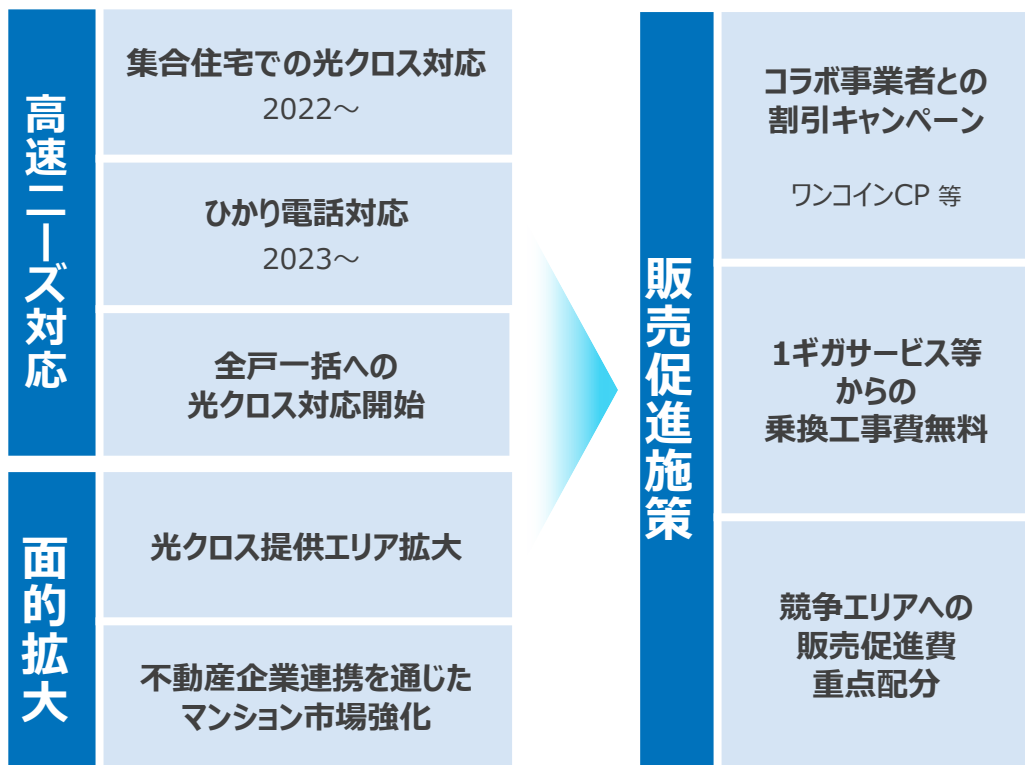 高速ニーズ対応
集合住宅での光クロス対応
2022～
ひかり電話対応
2023～
全戸一括への
光クロス対応開始
面的拡大
光クロス提供エリア拡大
不動産企業連携を通じた
マンション市場強化
販売促進施策
コラボ事業者との
割引キャンペーン
ワンコインCP 等
1ギガサービス等
からの
乗換工事費無料
競争エリアへの
販売促進費
重点配分